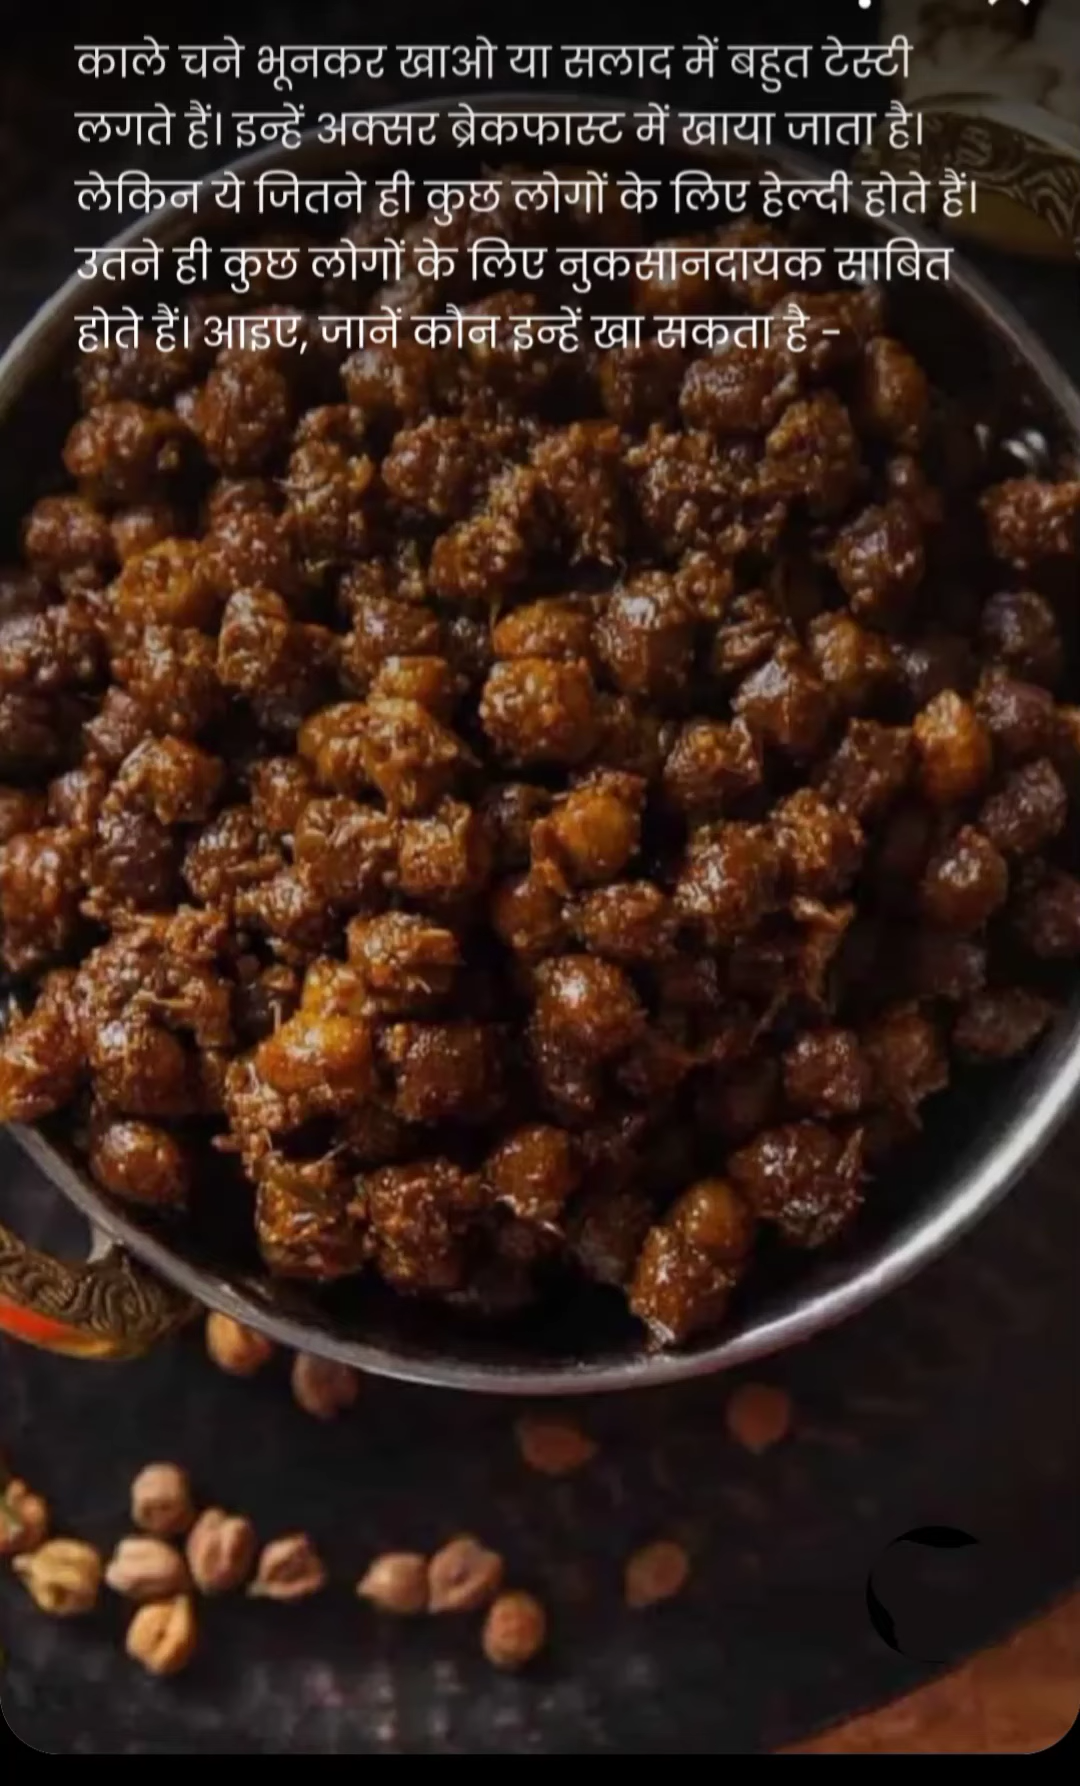 काले चने भूनकर खाओ या सलाद में बहुत टेस्टी
लगते हैं। इन्हें अक्सर ब्रेकफास्ट में खाया जाता है।
लेकिन ये जितने ही कुछ लोगों के लिए हेल्दी होते हैं।
उतने ही कुछ लोगों के लिए नुकसानदायक साबित
होते हैं। आइए, जानें कौन इन्हें खा सकता है -